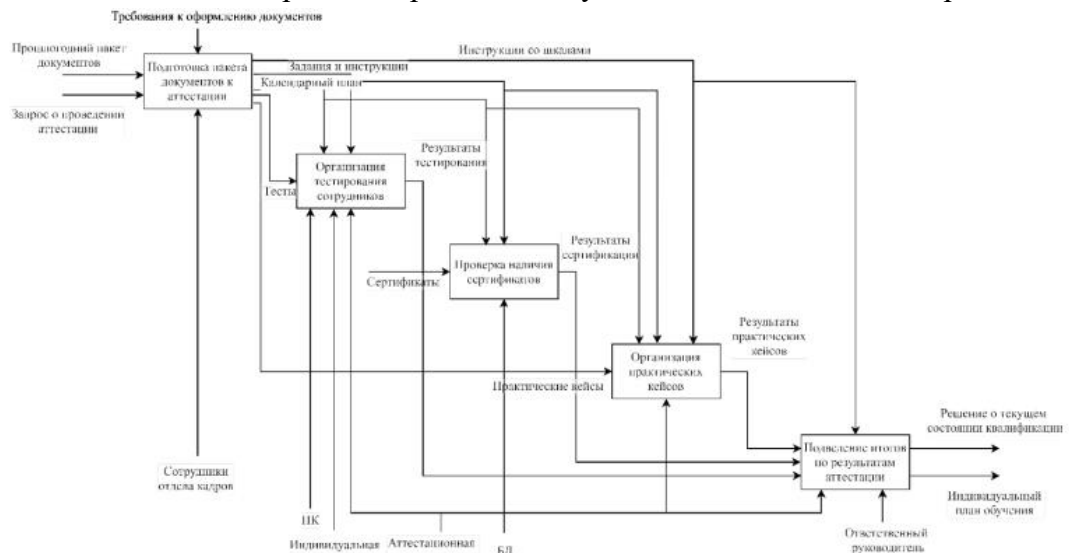 Требования к оформлению документов
Прошлогодний пакет
документов
Инструкции со шкалами
Подготовка пакета
документов к
аттестации
Задания и инструкции
Календарный план
Запрос о проведении
аттестации
Результаты
тестирования
Организация
тестирования
сотрудников
Тесты
Результаты
сертификации
Проверка наличия
сертификатов
Сертификаты
Результаты
практических
кейсов
Организация
практических
кейсов
Практические кейсы
Решение о текущем
состоянии квалификации
Подведение итогов
по результатам
аттестации
Сотрудники
отдела кадров
Индивидуальный
план обучения
ПК
Индивидуальная
Аттестационная
БД
Ответственный
руководитель